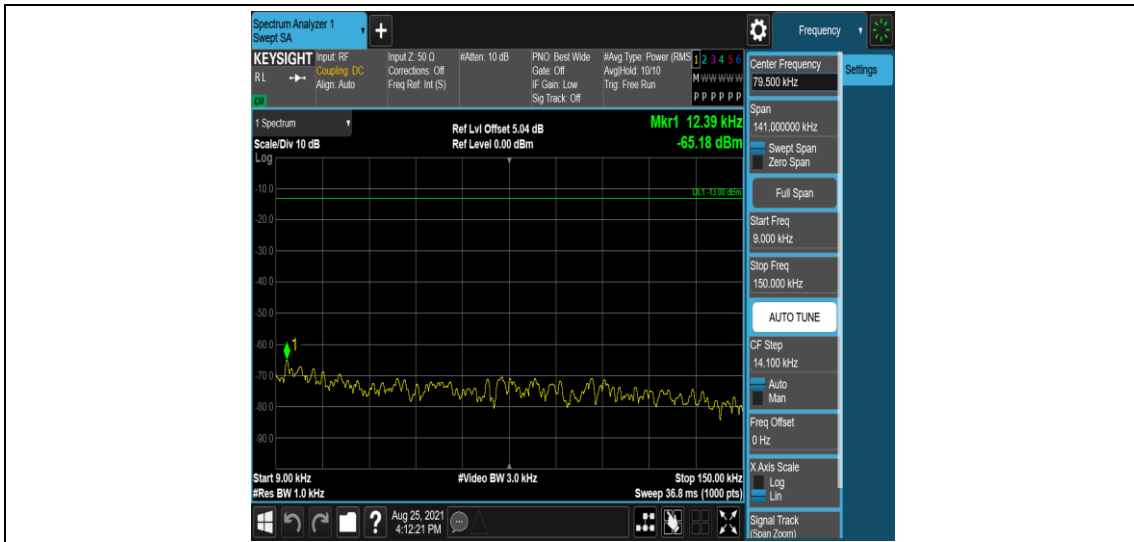 Spectrum Analyzer 1
Swept SA
Frequency
KEYSIGHT
RL
LXI
Input: RF
Coupling: DC
Align: Auto
Input Z: 50 Ω
Corrections: Off
Freq Ref: Int (S)
#Atten: 10 dB
PNO: Best Wide
Gate: Off
IF Gain: Low
Sig Track: Off
#Avg Type: Power (RMS
Avg|Hold: 10/10
Trig: Free Run
1 2 3 4 5 6
M W W W W W
P P P P P P
1 Spectrum
Scale/Div 10 dB
Ref Lvl Offset 5.04 dB
Ref Level 0.00 dBm
Mkr1 12.39 kHz
-65.18 dBm
Log
DL1 -13.00 dBm
-10.0
-20.0
-30.0
-40.0
-50.0
-60.0
1
-70.0
-80.0
-90.0
Start 9.00 kHz
#Res BW 1.0 kHz
#Video BW 3.0 kHz
Stop 150.00 kHz
Sweep 36.8 ms (1000 pts)
Aug 25, 2021
4:12:21 PM
Center Frequency
79.500 kHz
Settings
Span
141.000000 kHz
Swept Span
Zero Span
Full Span
Start Freq
9.000 kHz
Stop Freq
150.000 kHz
AUTO TUNE
CF Step
14.100 kHz
Auto
Man
Freq Offset
0 Hz
X Axis Scale
Log
Lin
Signal Track
(Span Zoom)